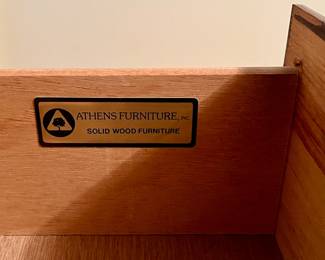 ATHENS FURNITURE, INC
SOLID WOOD FURNITURE